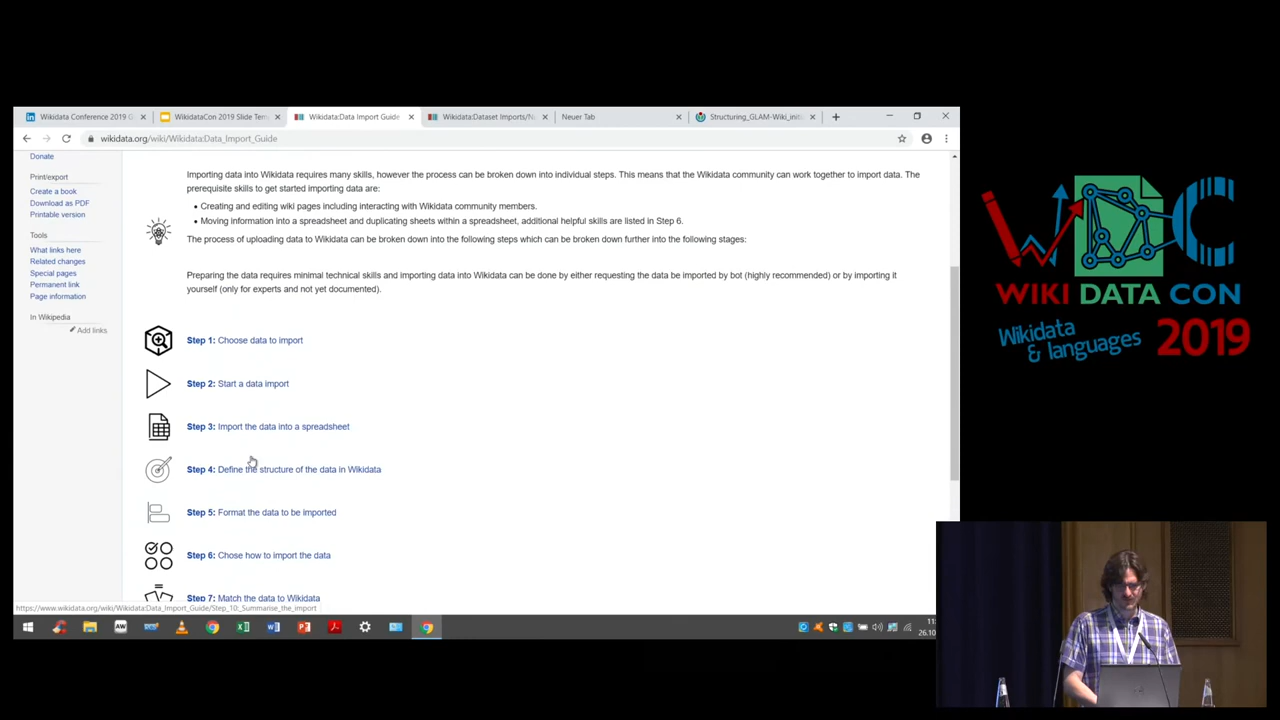 Wikidata Conference 2019 G
WikidataCon 2019 Slide Tem
Wikidata:Data Import Guide
Wikidata:Dataset Imports/N
Neuer Tab
Structuring_GLAM-Wiki_initi
wikidata.org/wiki/Wikidata:Data_Import_Guide
Donate
Print/export
Create a book
Download as PDF
Printable version
Tools
What links here
Related changes
Special pages
Permanent link
Page information
In Wikipedia
Add links
Importing data into Wikidata requires many skills, however the process can be broken down into individual steps. This means that the Wikidata community can work together to import data. The
prerequisite skills to get started importing data are:
• Creating and editing wiki pages including interacting with Wikidata community members.
• Moving information into a spreadsheet and duplicating sheets within a spreadsheet, additional helpful skills are listed in Step 6.
The process of uploading data to Wikidata can be broken down into the following steps which can be broken down further into the following stages:
Preparing the data requires minimal technical skills and importing data into Wikidata can be done by either requesting the data be imported by bot (highly recommended) or by importing it
yourself (only for experts and not yet documented).
Step 1: Choose data to import
Step 2: Start a data import
Step 3: Import the data into a spreadsheet
Step 4: Define the structure of the data in Wikidata
Step 5: Format the data to be imported
Step 6: Chose how to import the data
Step 7: Match the data to Wikidata
https://www.wikidata.org/wiki/Wikidata:Data_Import_Guide/Step_10:_Summarise_the_import
AW
11:
26.10
WDC
WIKI DATA CON
Wikidata
& languages
2019